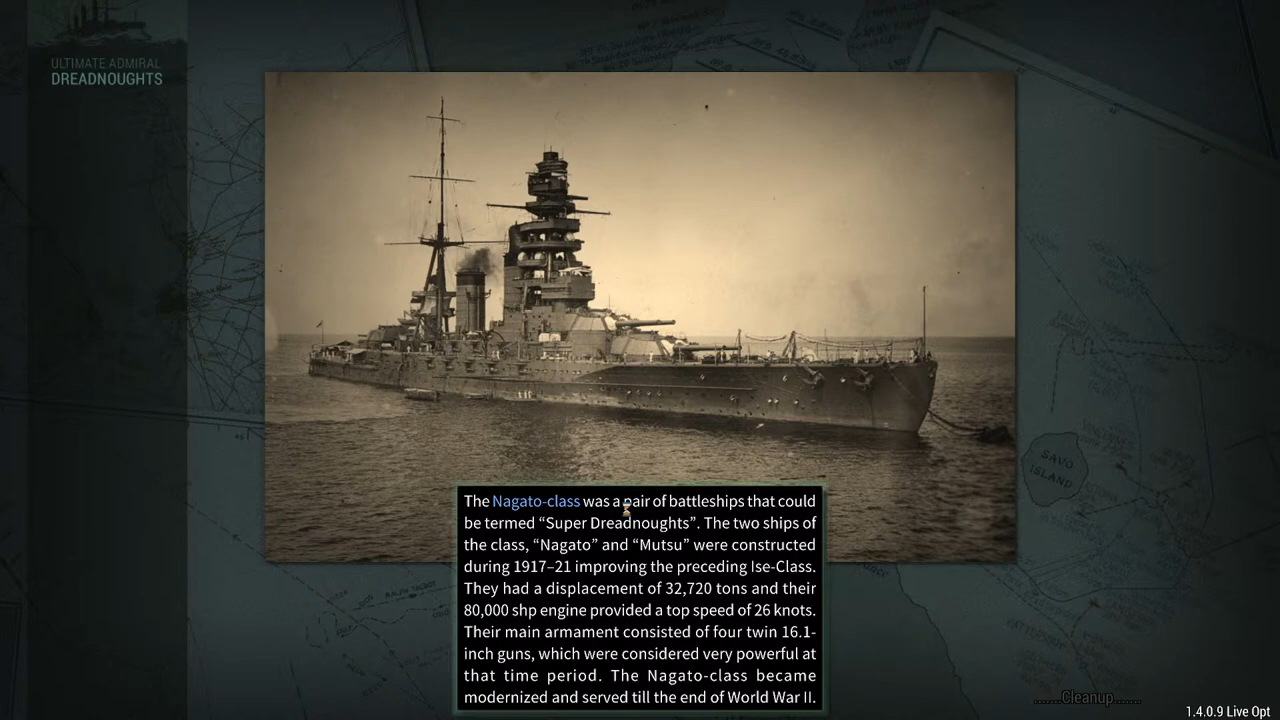 ULTIMATE ADMIRAL
DREADNOUGHTS
The Nagato-class was a pair of battleships that could
be termed “Super Dreadnoughts”. The two ships of
the class, “Nagato” and “Mutsu” were constructed
during 1917–21 improving the preceding Ise-Class.
They had a displacement of 32,720 tons and their
80,000 shp engine provided a top speed of 26 knots.
Their main armament consisted of four twin 16.1-
inch guns, which were considered very powerful at
that time period. The Nagato-class became
modernized and served till the end of World War II.
SAVO
ISLAND
........Cleanup........
1.4.0.9 Live Opt